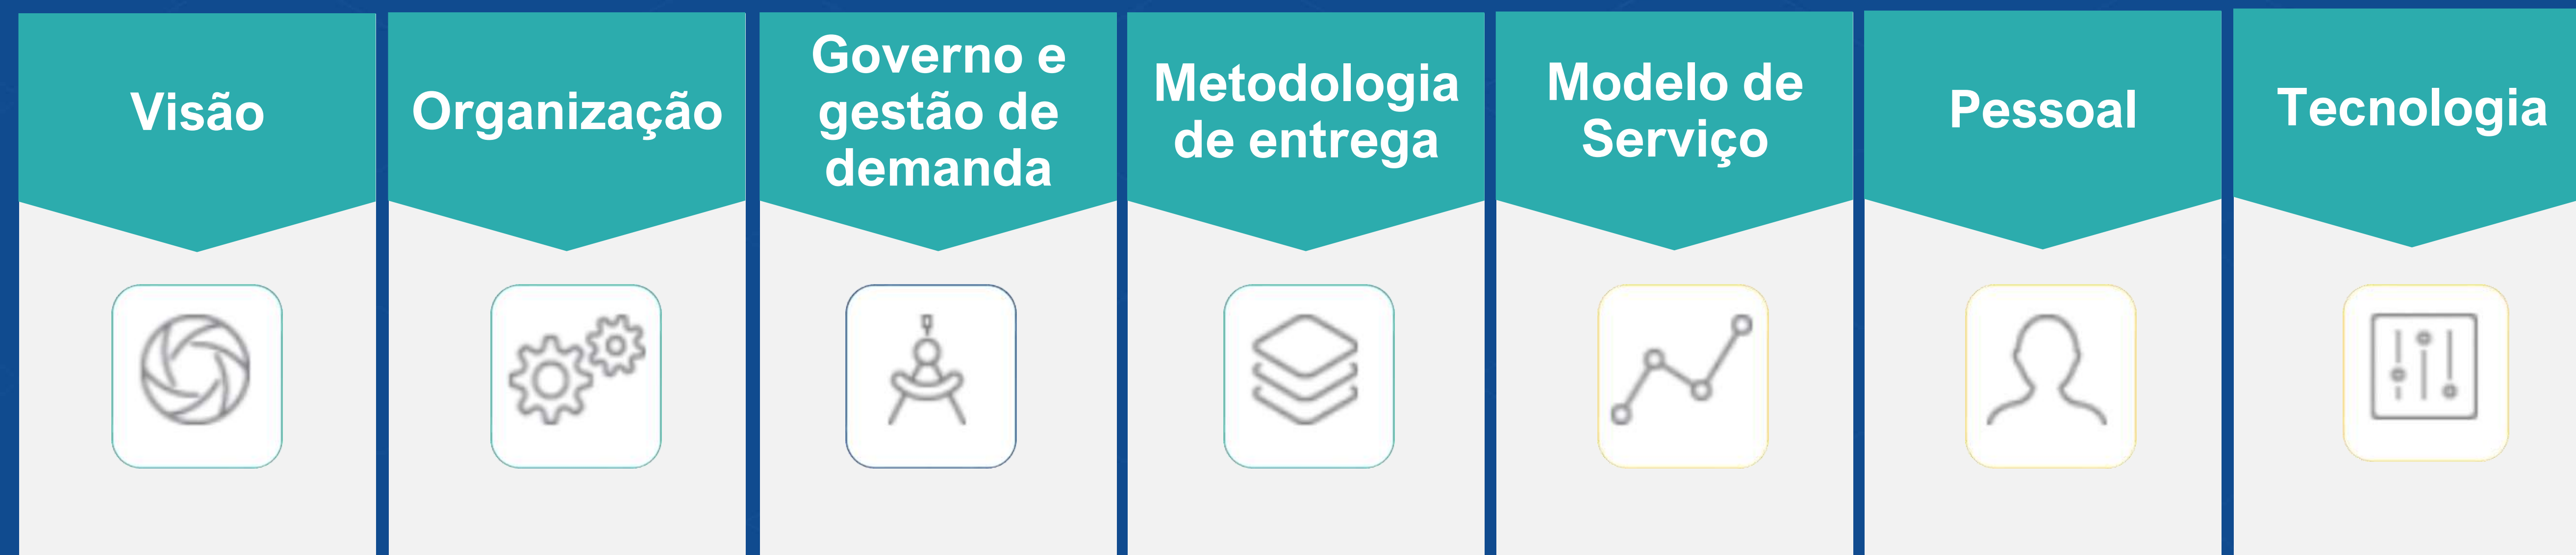 Visão
Organização
Governo e
gestão de
demanda
Metodologia
de entrega
Modelo de
Serviço
Pessoal
Tecnologia